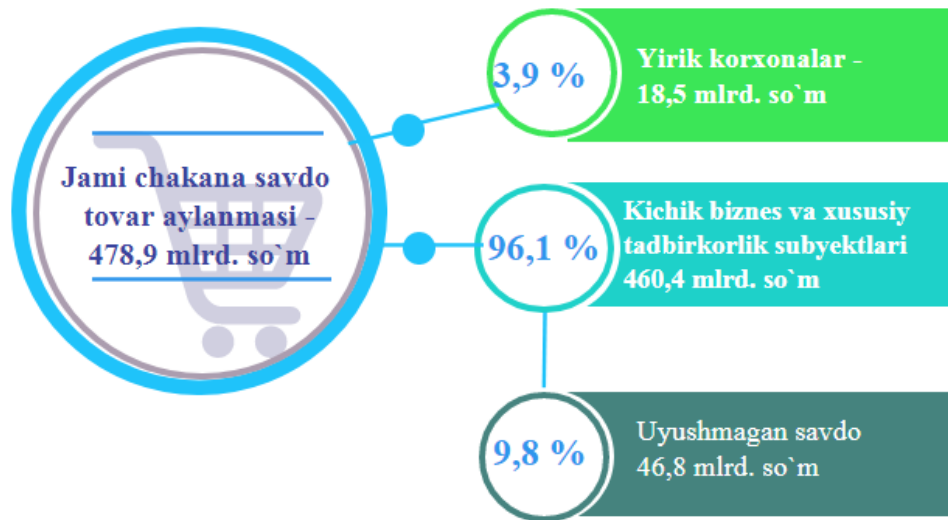 Jami chakana savdo
tovar aylanmasi -
478,9 mlrd. so`m
3,9 %
Yirik korxonalar -
18,5 mlrd. so`m
96,1 %
Kichik biznes va xususiy
tadbirkorlik subyektlari
460,4 mlrd. so`m
9,8 %
Uyushmagan savdo
46,8 mlrd. so`m